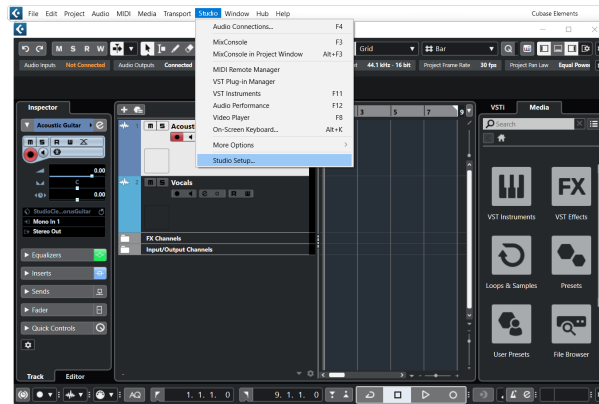 File Edit Project Audio MIDI Media Transport Studio Window Hub Help Cubase Elements
Audio Connections... F4
MixConsole F3
MixConsole in Project Window Alt+F3
MIDI Remote Manager
VST Plug-in Manager
VST Instruments F11
Audio Performance F12
Video Player F8
On-Screen Keyboard... Alt+K
More Options
Studio Setup...
M S R W Grid Bar
Audio Inputs Not Connected Audio Outputs Connected 44.1 kHz - 16 bit Project Frame Rate 30 fps Project Pan Law Equal Power
Inspector
Acoustic Guitar
M S R W
0.00
C
0.00
Mono In 1
Stereo Out
Equalizers
Inserts
Sends
Fader
Quick Controls
Track Editor
1 M S Acoust
2 M S Vocals
R W
FX Channels
Input/Output Channels
3 5 7 9
VSTi Media
Search
VST Instruments VST Effects
FX
Loops & Samples Presets
User Presets File Browser
AQ 1. 1. 1. 0 9. 1. 1. 0